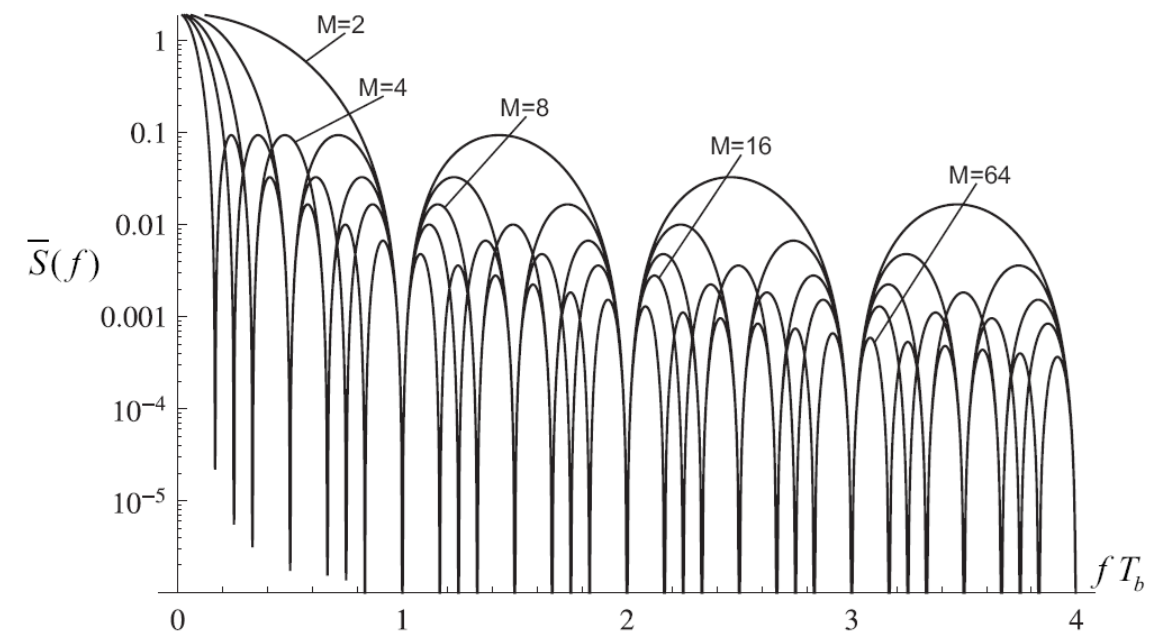 M=2
1
M=4
0.1
M=8
M=16
M=64
0.01
S̅(f)
0.001
10⁻⁴
10⁻⁵
f T_b
0 1 2 3 4